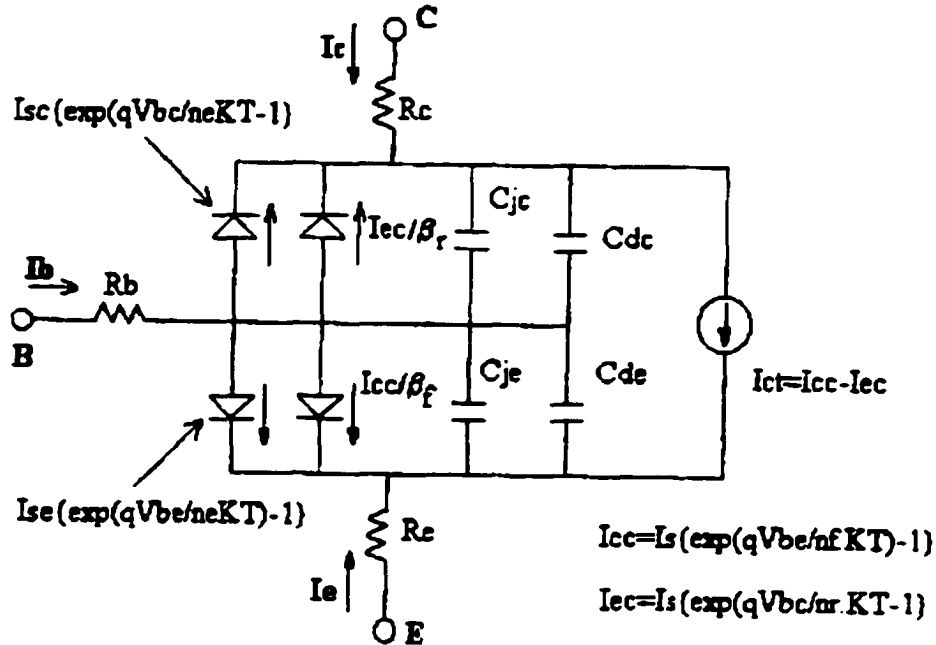 C
Ic
Rc
Isc{exp(qVbc/neKT-1}
Cjc
Iec/βr
Cdc
Ib
Rb
B
Icc/βf
Cje
Cde
Ict=Icc-Iec
Ise{exp(qVbe/neKT)-1}
Re
Icc=Is{exp(qVbe/nf.KT)-1}
Ie
Iec=Is{exp(qVbc/nr.KT-1}
E